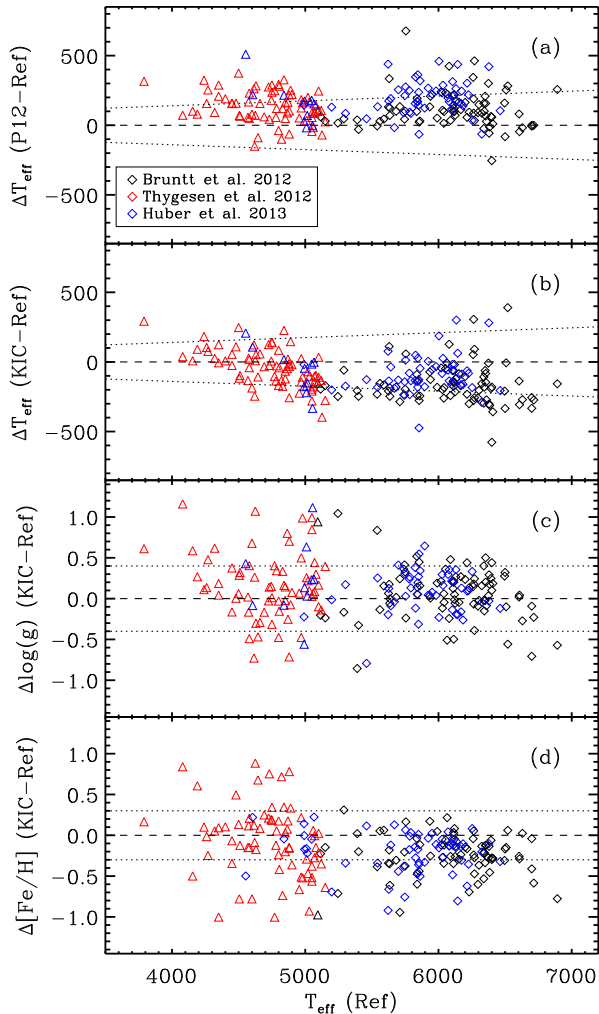 (a)
500
0
−500
ΔTeff (P12−Ref)
Bruntt et al. 2012
Thygesen et al. 2012
Huber et al. 2013
(b)
500
0
−500
ΔTeff (KIC−Ref)
(c)
1.0
0.5
0.0
−0.5
−1.0
Δlog(g) (KIC−Ref)
(d)
1.0
0.5
0.0
−0.5
−1.0
Δ[Fe/H] (KIC−Ref)
4000 5000 6000 7000
Teff (Ref)